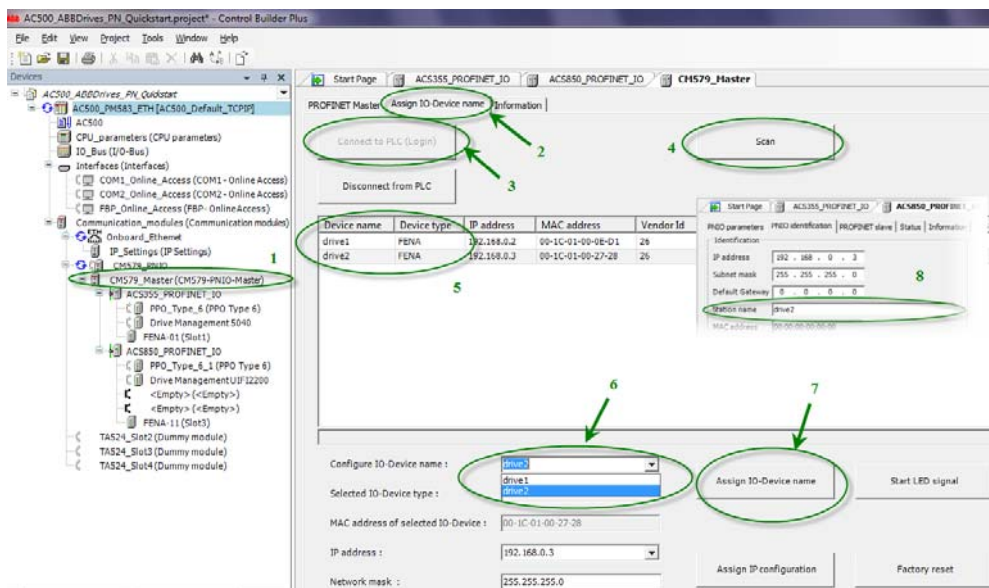 AC500_ABBDrives_PN_Quickstart.project* - Control Builder Plus
File Edit View Project Tools Window Help
Devices
AC500_ABBDrives_PN_Quickstart
AC500_PM583_ETH [AC500_Default_TCPIP]
AC500
CPU_parameters (CPU parameters)
IO_Bus (I/O-Bus)
Interfaces (Interfaces)
COM1_Online_Access (COM1 - Online Access)
COM2_Online_Access (COM2 - Online Access)
FBP_Online_Access (FBP- OnlineAccess)
Communication_modules (Communication modules)
Onboard_Ethernet
IP_Settings (IP Settings)
1
CM579_PNIO
CM579_Master (CM579-PNIO-Master)
ACS355_PROFINET_IO
PPO_Type_6 (PPO Type 6)
Drive Management 5040
FENA-01 (Slot1)
ACS850_PROFINET_IO
PPO_Type_6_1 (PPO Type 6)
Drive Management UIFI2200
<Empty> (<Empty>)
<Empty> (<Empty>)
FENA-11 (Slot3)
TA524_Slot2 (Dummy module)
TA524_Slot3 (Dummy module)
TA524_Slot4 (Dummy module)
Start Page ACS355_PROFINET_IO ACS850_PROFINET_IO CM579_Master
PROFINET Master Assign IO-Device name Information
Connect to PLC (Login)
2
3
4
Scan
Disconnect from PLC
Device name Device type IP address MAC address Vendor Id
drive1 FENA 192.168.0.2 00-1C-01-00-0E-D1 26
drive2 FENA 192.168.0.3 00-1C-01-00-27-28 26
5
Start Page ACS355_PROFINET_IO ACS850_PROFINET_
PNIO parameters PNIO identification PROFINET slave Status Information
Identification
IP address 192 . 168 . 0 . 3
Subnet mask 255 . 255 . 255 . 0
8
Default Gateway 0 . 0 . 0 . 0
Station name drive2
MAC address 00:00:00:00:00:00
6
7
Configure IO-Device name : drive2
drive1
drive2
Selected IO-Device type :
Assign IO-Device name
Start LED signal
MAC address of selected IO-Device : 00-1C-01-00-27-28
IP address : 192.168.0.3
Assign IP configuration
Factory reset
Network mask : 255.255.255.0